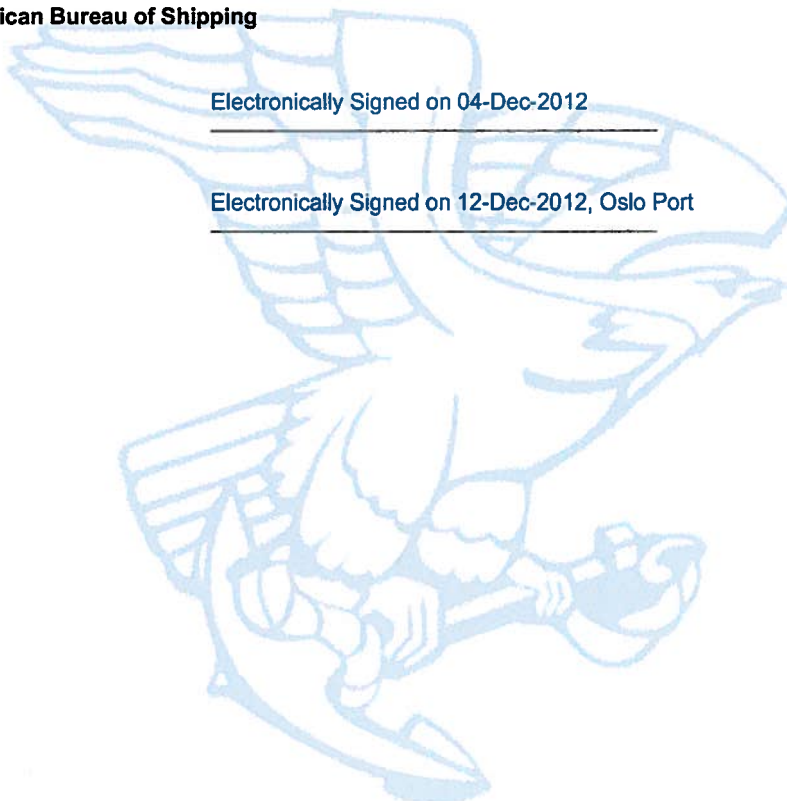 ican Bureau of Shipping
Electronically Signed on 04-Dec-2012
Electronically Signed on 12-Dec-2012, Oslo Port